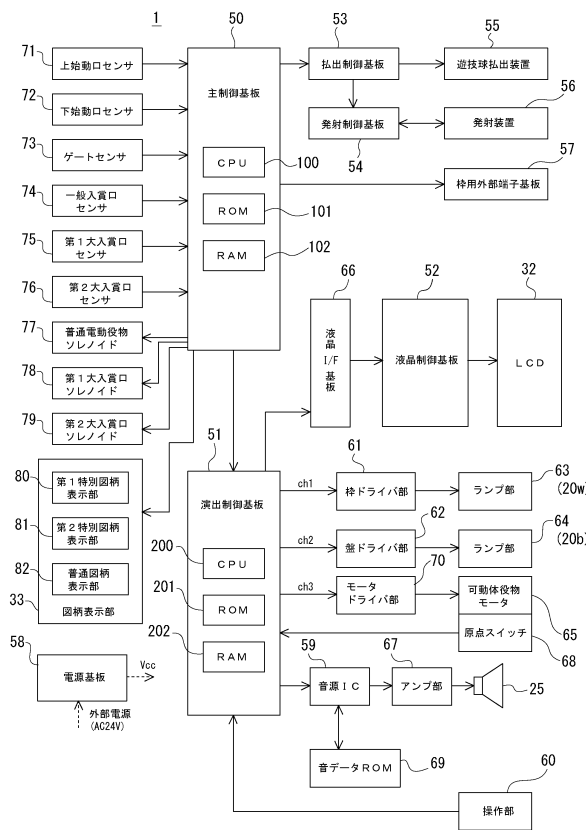 1
50
53
55
71
上始動口センサ
主制御基板
払出制御基板
遊技球払出装置
72
下始動口センサ
56
発射制御基板
発射装置
54
73
ゲートセンサ
CPU
100
57
枠用外部端子基板
74
一般入賞口
センサ
ROM
101
75
第1大入賞口
センサ
RAM
102
76
第2大入賞口
センサ
66
52
32
77
普通電動役物
ソレノイド
液晶
I/F
基板
液晶制御基板
LCD
78
第1大入賞口
ソレノイド
79
第2大入賞口
ソレノイド
51
61
63
(20w)
80
第1特別図柄
表示部
演出制御基板
ch1
枠ドライバ部
ランプ部
81
第2特別図柄
表示部
62
64
(20b)
200
CPU
ch2
盤ドライバ部
ランプ部
82
普通図柄
表示部
70
201
ROM
ch3
モータ
ドライバ部
可動体役物
モータ
65
33
図柄表示部
原点スイッチ
68
202
RAM
58
電源基板
Vcc
59
67
音源IC
アンプ部
25
外部電源
(AC24V)
音データROM
69
60
操作部